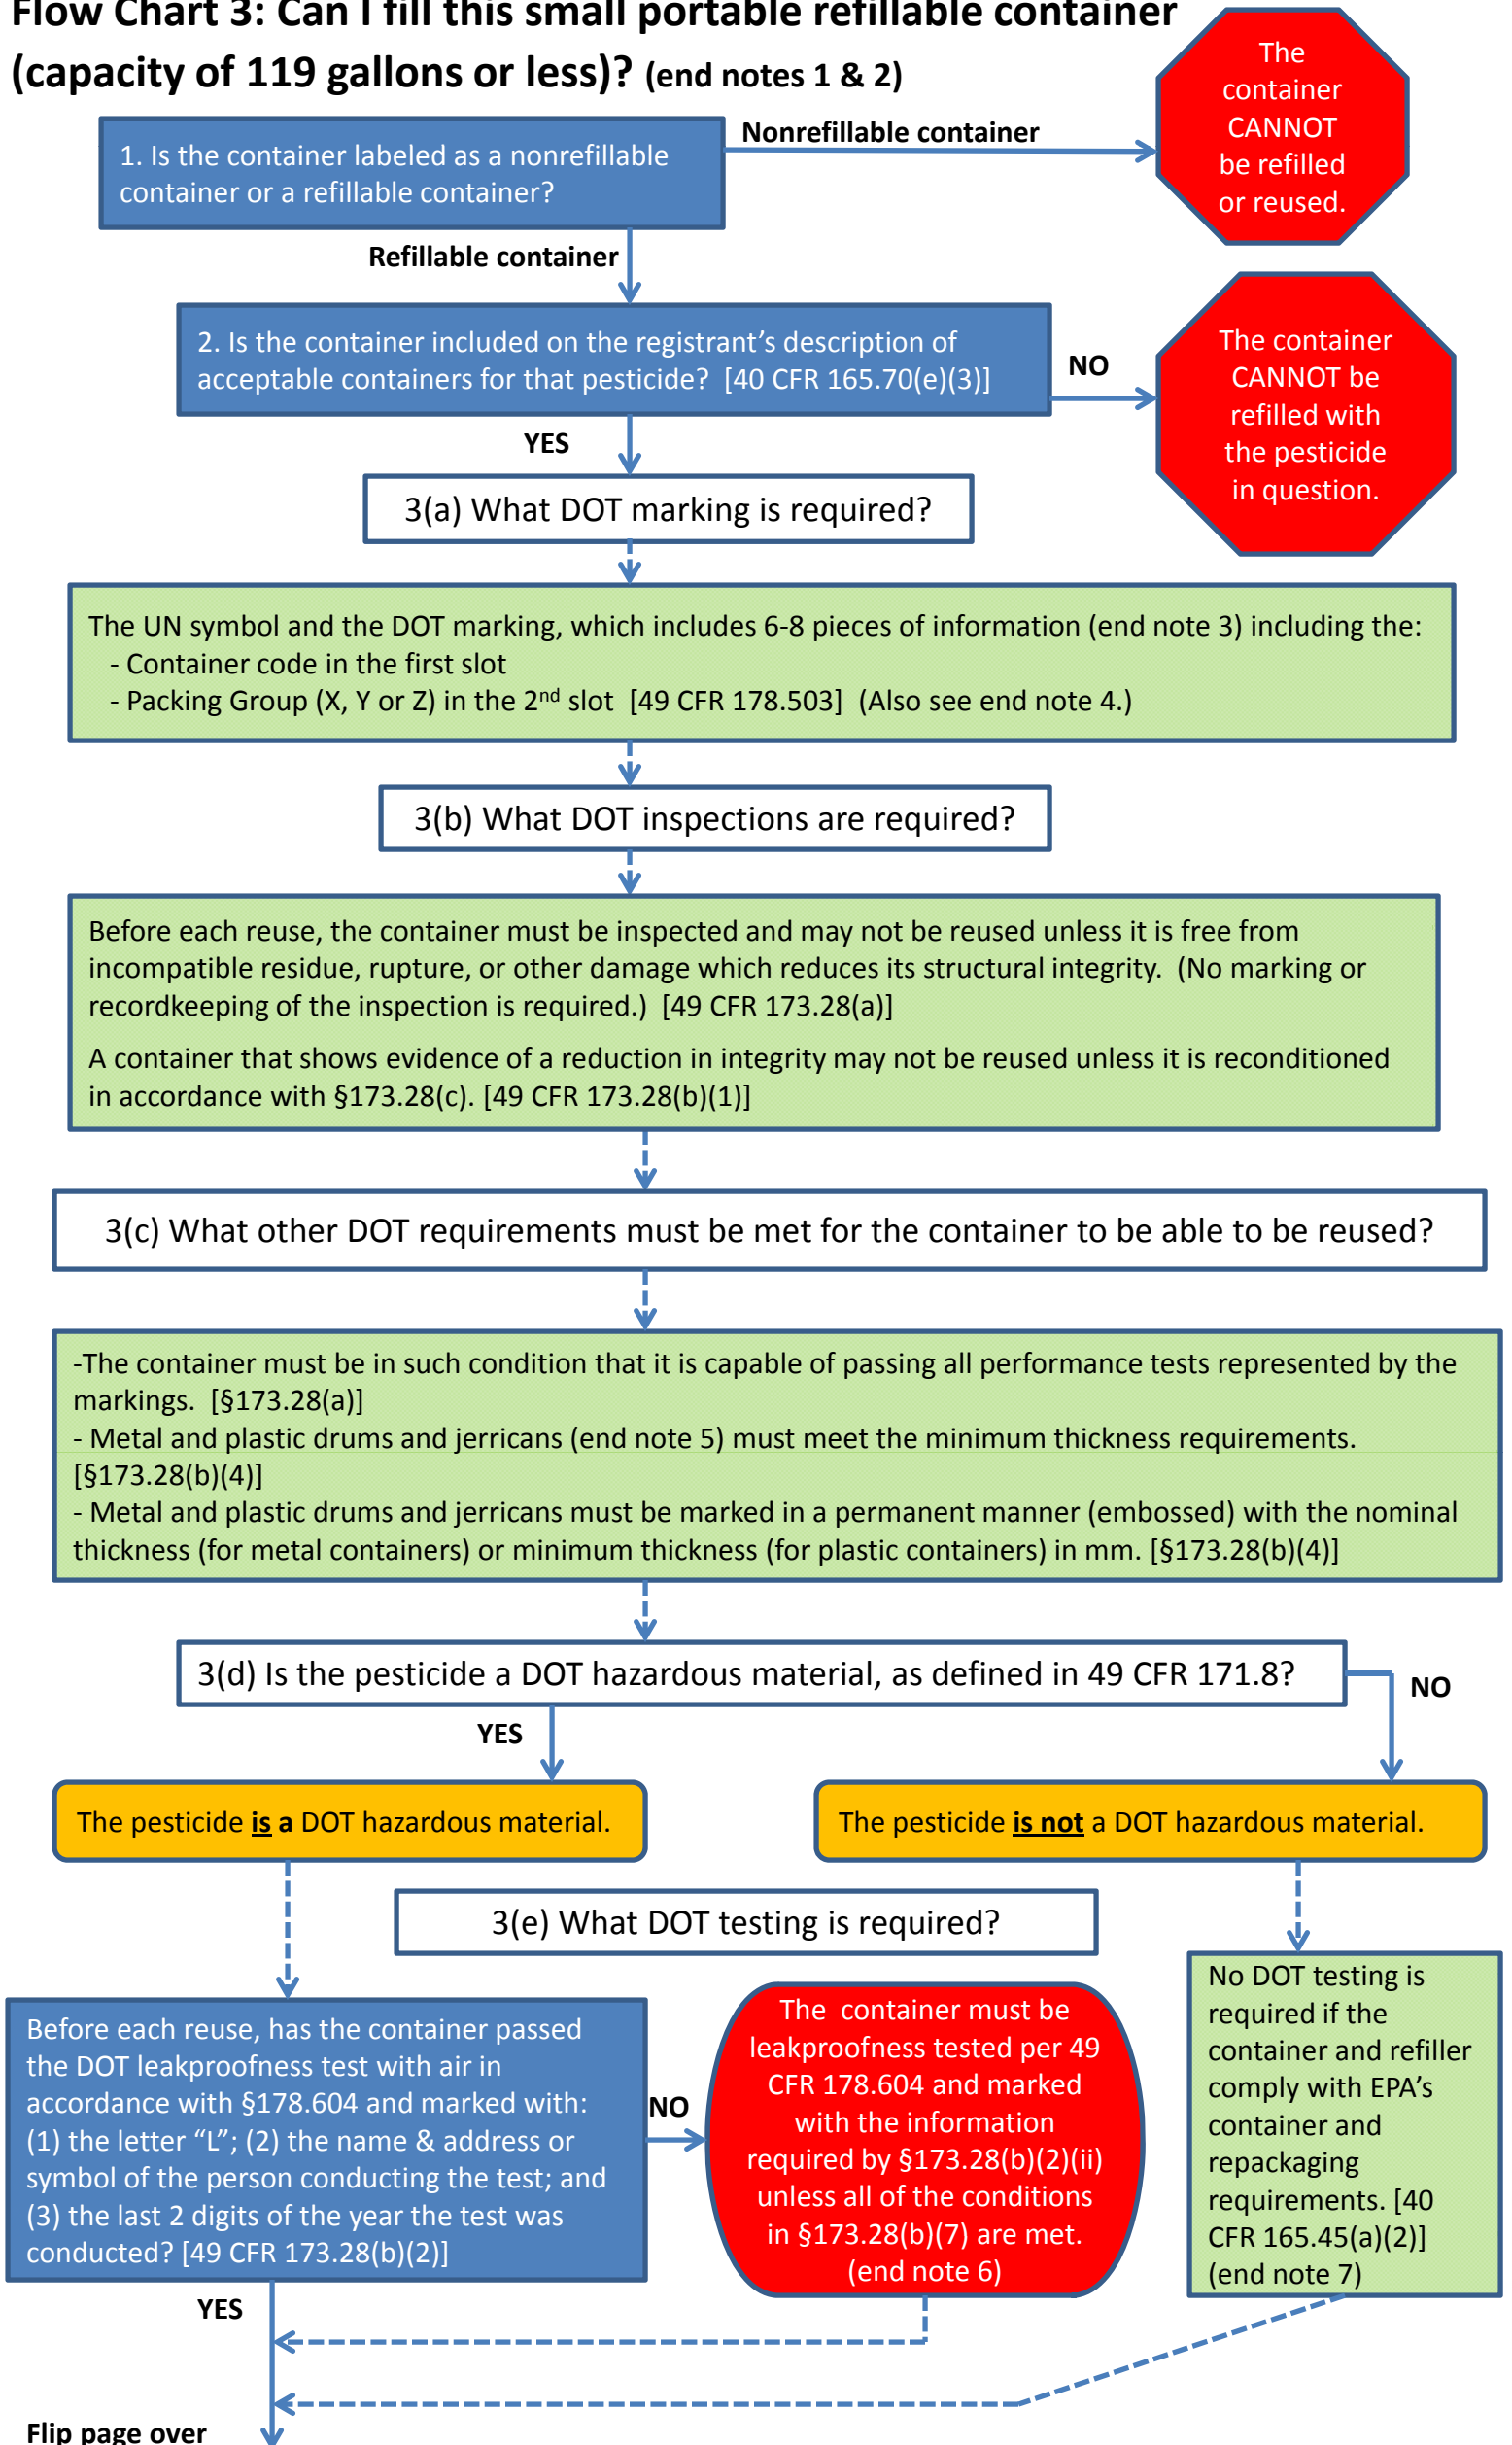 Flow Chart 3: Can I fill this small portable refillable container
(capacity of 119 gallons or less)? (end notes 1 & 2)
The
container
CANNOT
be refilled
or reused.
1. Is the container labeled as a nonrefillable
container or a refillable container?
Nonrefillable container
Refillable container
2. Is the container included on the registrant’s description of
acceptable containers for that pesticide? [40 CFR 165.70(e)(3)]
NO
The container
CANNOT be
refilled with
the pesticide
in question.
YES
3(a) What DOT marking is required?
The UN symbol and the DOT marking, which includes 6-8 pieces of information (end note 3) including the:
- Container code in the first slot
- Packing Group (X, Y or Z) in the 2nd slot [49 CFR 178.503] (Also see end note 4.)
3(b) What DOT inspections are required?
Before each reuse, the container must be inspected and may not be reused unless it is free from
incompatible residue, rupture, or other damage which reduces its structural integrity. (No marking or
recordkeeping of the inspection is required.) [49 CFR 173.28(a)]
A container that shows evidence of a reduction in integrity may not be reused unless it is reconditioned
in accordance with §173.28(c). [49 CFR 173.28(b)(1)]
3(c) What other DOT requirements must be met for the container to be able to be reused?
-The container must be in such condition that it is capable of passing all performance tests represented by the
markings. [§173.28(a)]
- Metal and plastic drums and jerricans (end note 5) must meet the minimum thickness requirements.
[§173.28(b)(4)]
- Metal and plastic drums and jerricans must be marked in a permanent manner (embossed) with the nominal
thickness (for metal containers) or minimum thickness (for plastic containers) in mm. [§173.28(b)(4)]
3(d) Is the pesticide a DOT hazardous material, as defined in 49 CFR 171.8?
NO
YES
The pesticide is a DOT hazardous material.
The pesticide is not a DOT hazardous material.
3(e) What DOT testing is required?
Before each reuse, has the container passed
the DOT leakproofness test with air in
accordance with §178.604 and marked with:
(1) the letter “L”; (2) the name & address or
symbol of the person conducting the test; and
(3) the last 2 digits of the year the test was
conducted? [49 CFR 173.28(b)(2)]
NO
The container must be
leakproofness tested per 49
CFR 178.604 and marked
with the information
required by §173.28(b)(2)(ii)
unless all of the conditions
in §173.28(b)(7) are met.
(end note 6)
No DOT testing is
required if the
container and refiller
comply with EPA’s
container and
repackaging
requirements. [40
CFR 165.45(a)(2)]
(end note 7)
YES
Flip page over